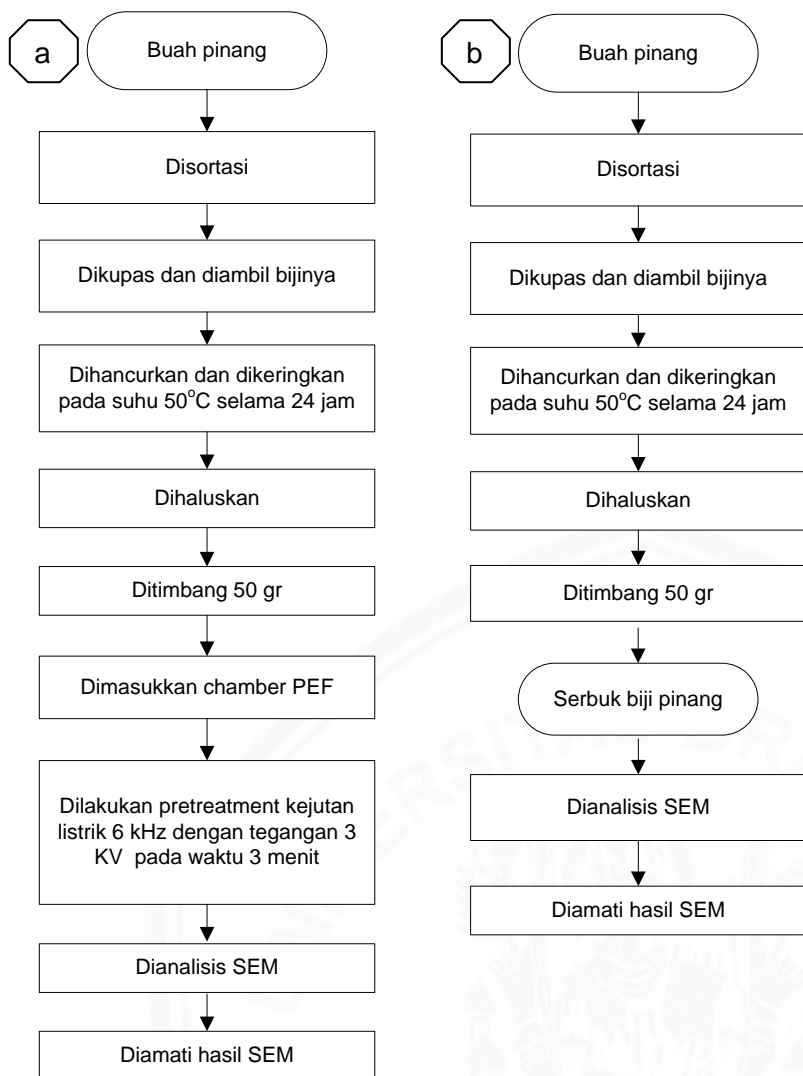 a
Buah pinang
Disortasi
Dikupas dan diambil bijinya
Dihancurkan dan dikeringkan
pada suhu 50°C selama 24 jam
Dihaluskan
Ditimbang 50 gr
Dimasukkan chamber PEF
Dilakukan pretreatment kejutan
listrik 6 kHz dengan tegangan 3
KV pada waktu 3 menit
Dianalisis SEM
Diamati hasil SEM
b
Buah pinang
Disortasi
Dikupas dan diambil bijinya
Dihancurkan dan dikeringkan
pada suhu 50°C selama 24 jam
Dihaluskan
Ditimbang 50 gr
Serbuk biji pinang
Dianalisis SEM
Diamati hasil SEM